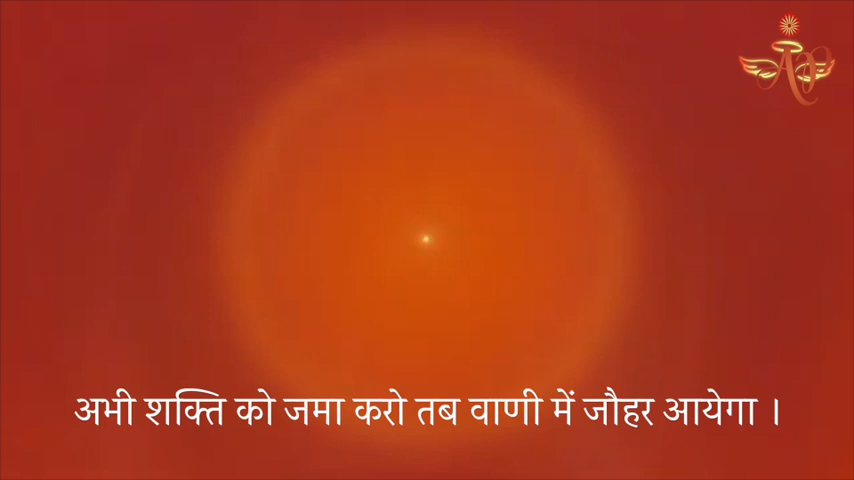 अभी शक्ति को जमा करो तब वाणी में जौहर आयेगा ।